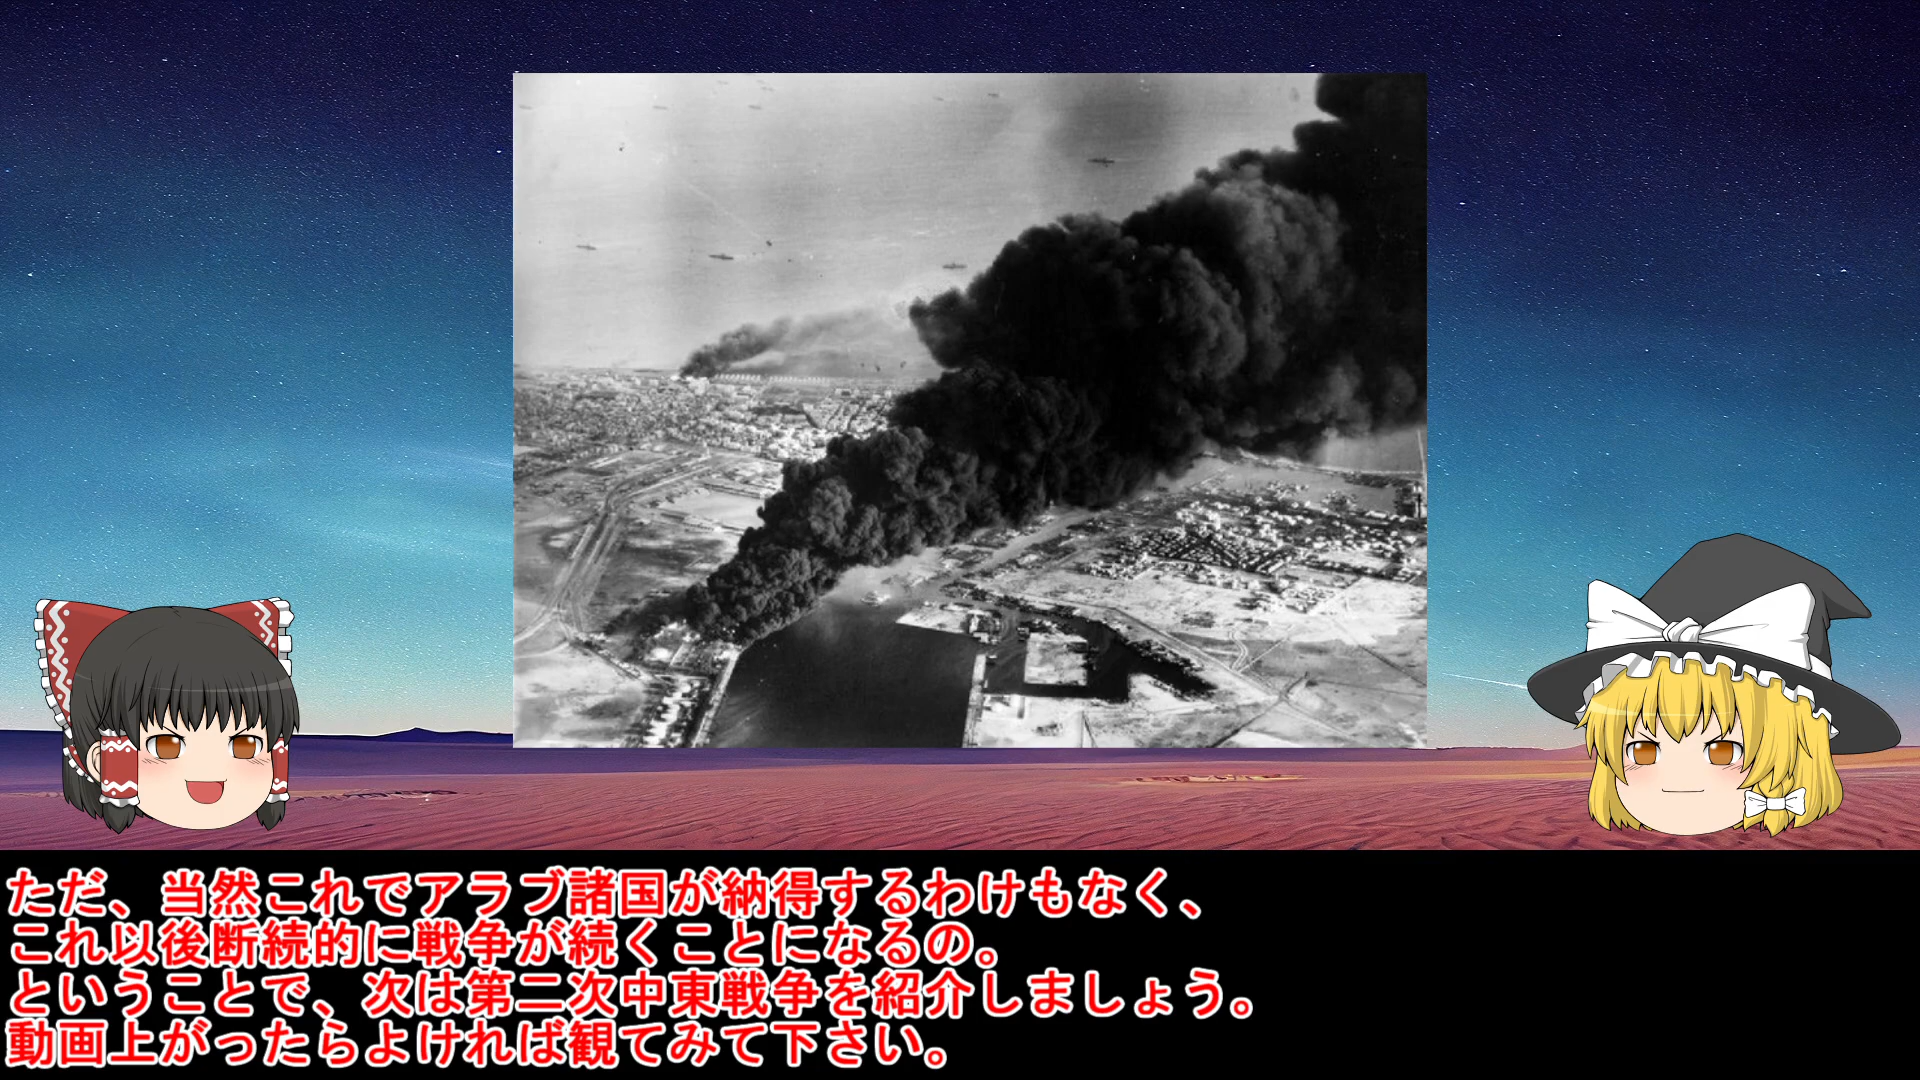 ただ、当然これでアラブ諸国が納得するわけもなく、
これ以後断続的に戦争が続くことになるの。
ということで、次は第二次中東戦争を紹介しましょう。
動画上がったらよければ観てみて下さい。